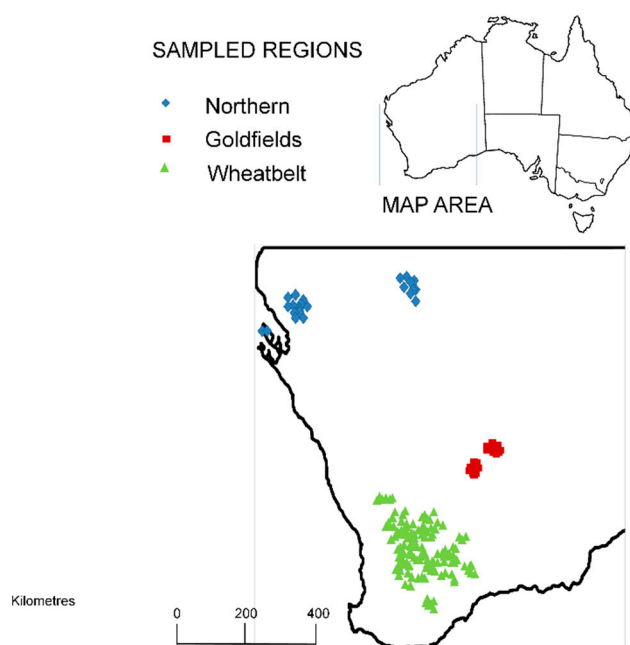 SAMPLED REGIONS
Northern
Goldfields
Wheatbelt
MAP AREA
Kilometres
0 200 400